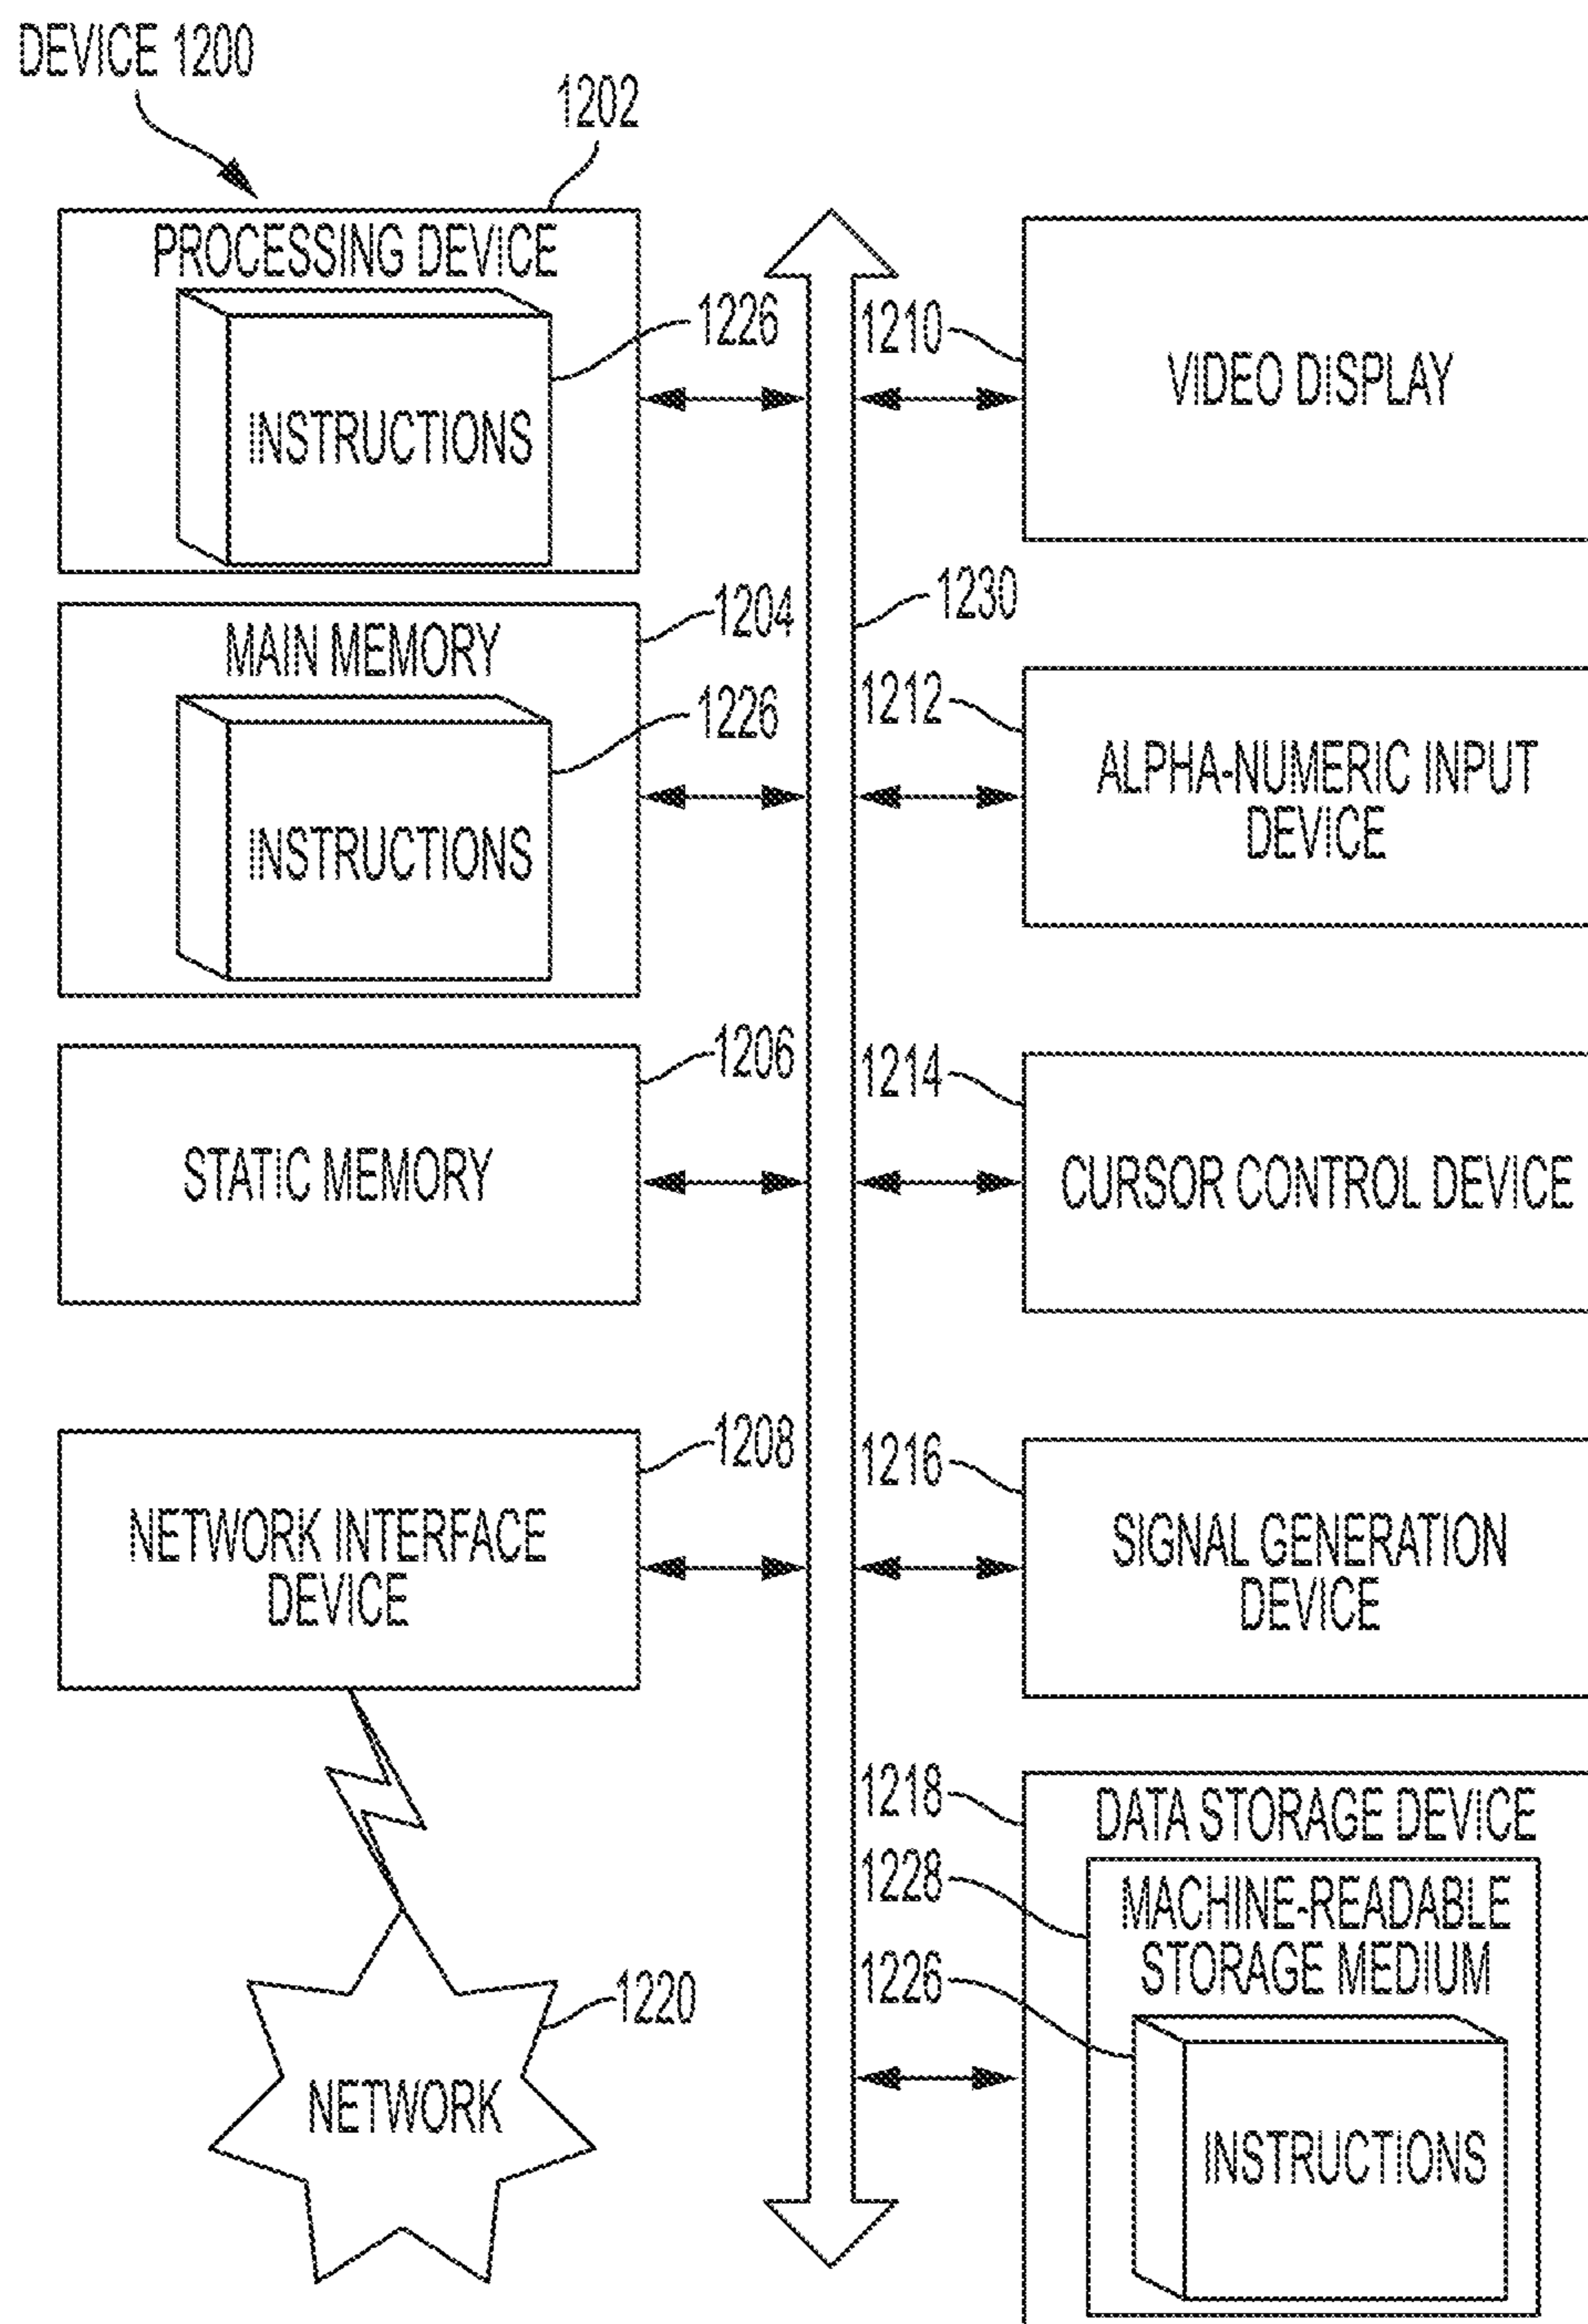 DEVICE 1200
1202
PROCESSING DEVICE
1226
INSTRUCTIONS
1204
MAIN MEMORY
1226
INSTRUCTIONS
1206
STATIC MEMORY
1208
NETWORK INTERFACE
DEVICE
1220
NETWORK
1230
1210
VIDEO DISPLAY
1212
ALPHA-NUMERIC INPUT
DEVICE
1214
CURSOR CONTROL DEVICE
1216
SIGNAL GENERATION
DEVICE
1218
DATA STORAGE DEVICE
1228
MACHINE-READABLE
STORAGE MEDIUM
1226
INSTRUCTIONS